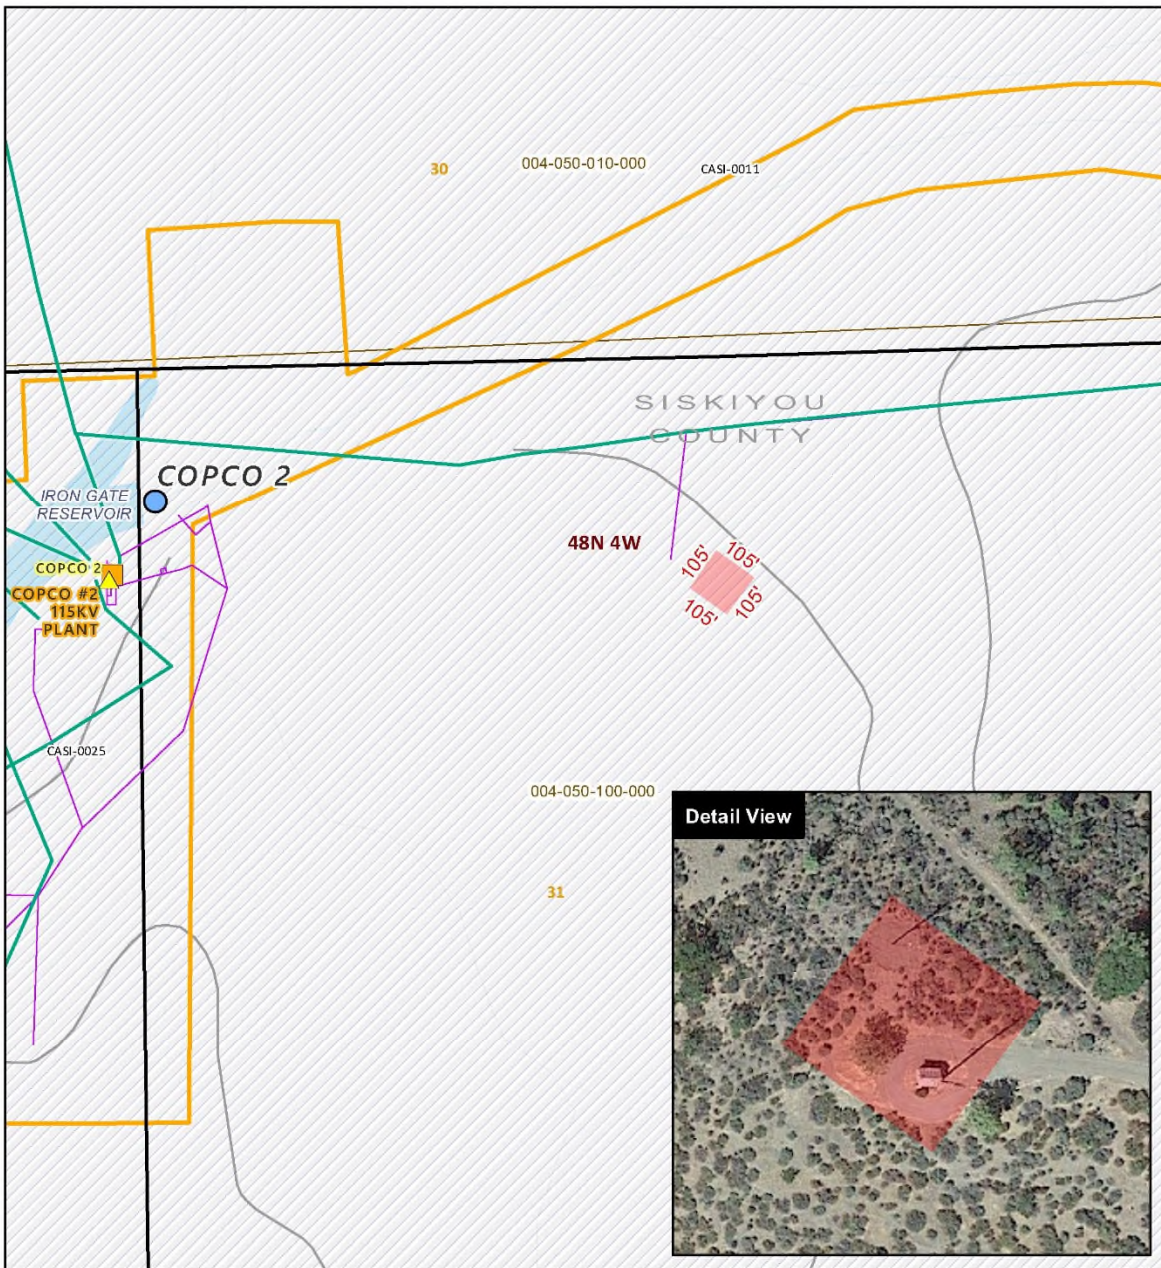 30
004-050-010-000
CASI-0011
SISKIYOU
COUNTY
COPCO 2
IRON GATE
RESERVOIR
48N 4W
105'
105'
105'
105'
COPCO 2
COPCO #2
115KV
PLANT
CASI-0025
004-050-100-000
Detail View
31